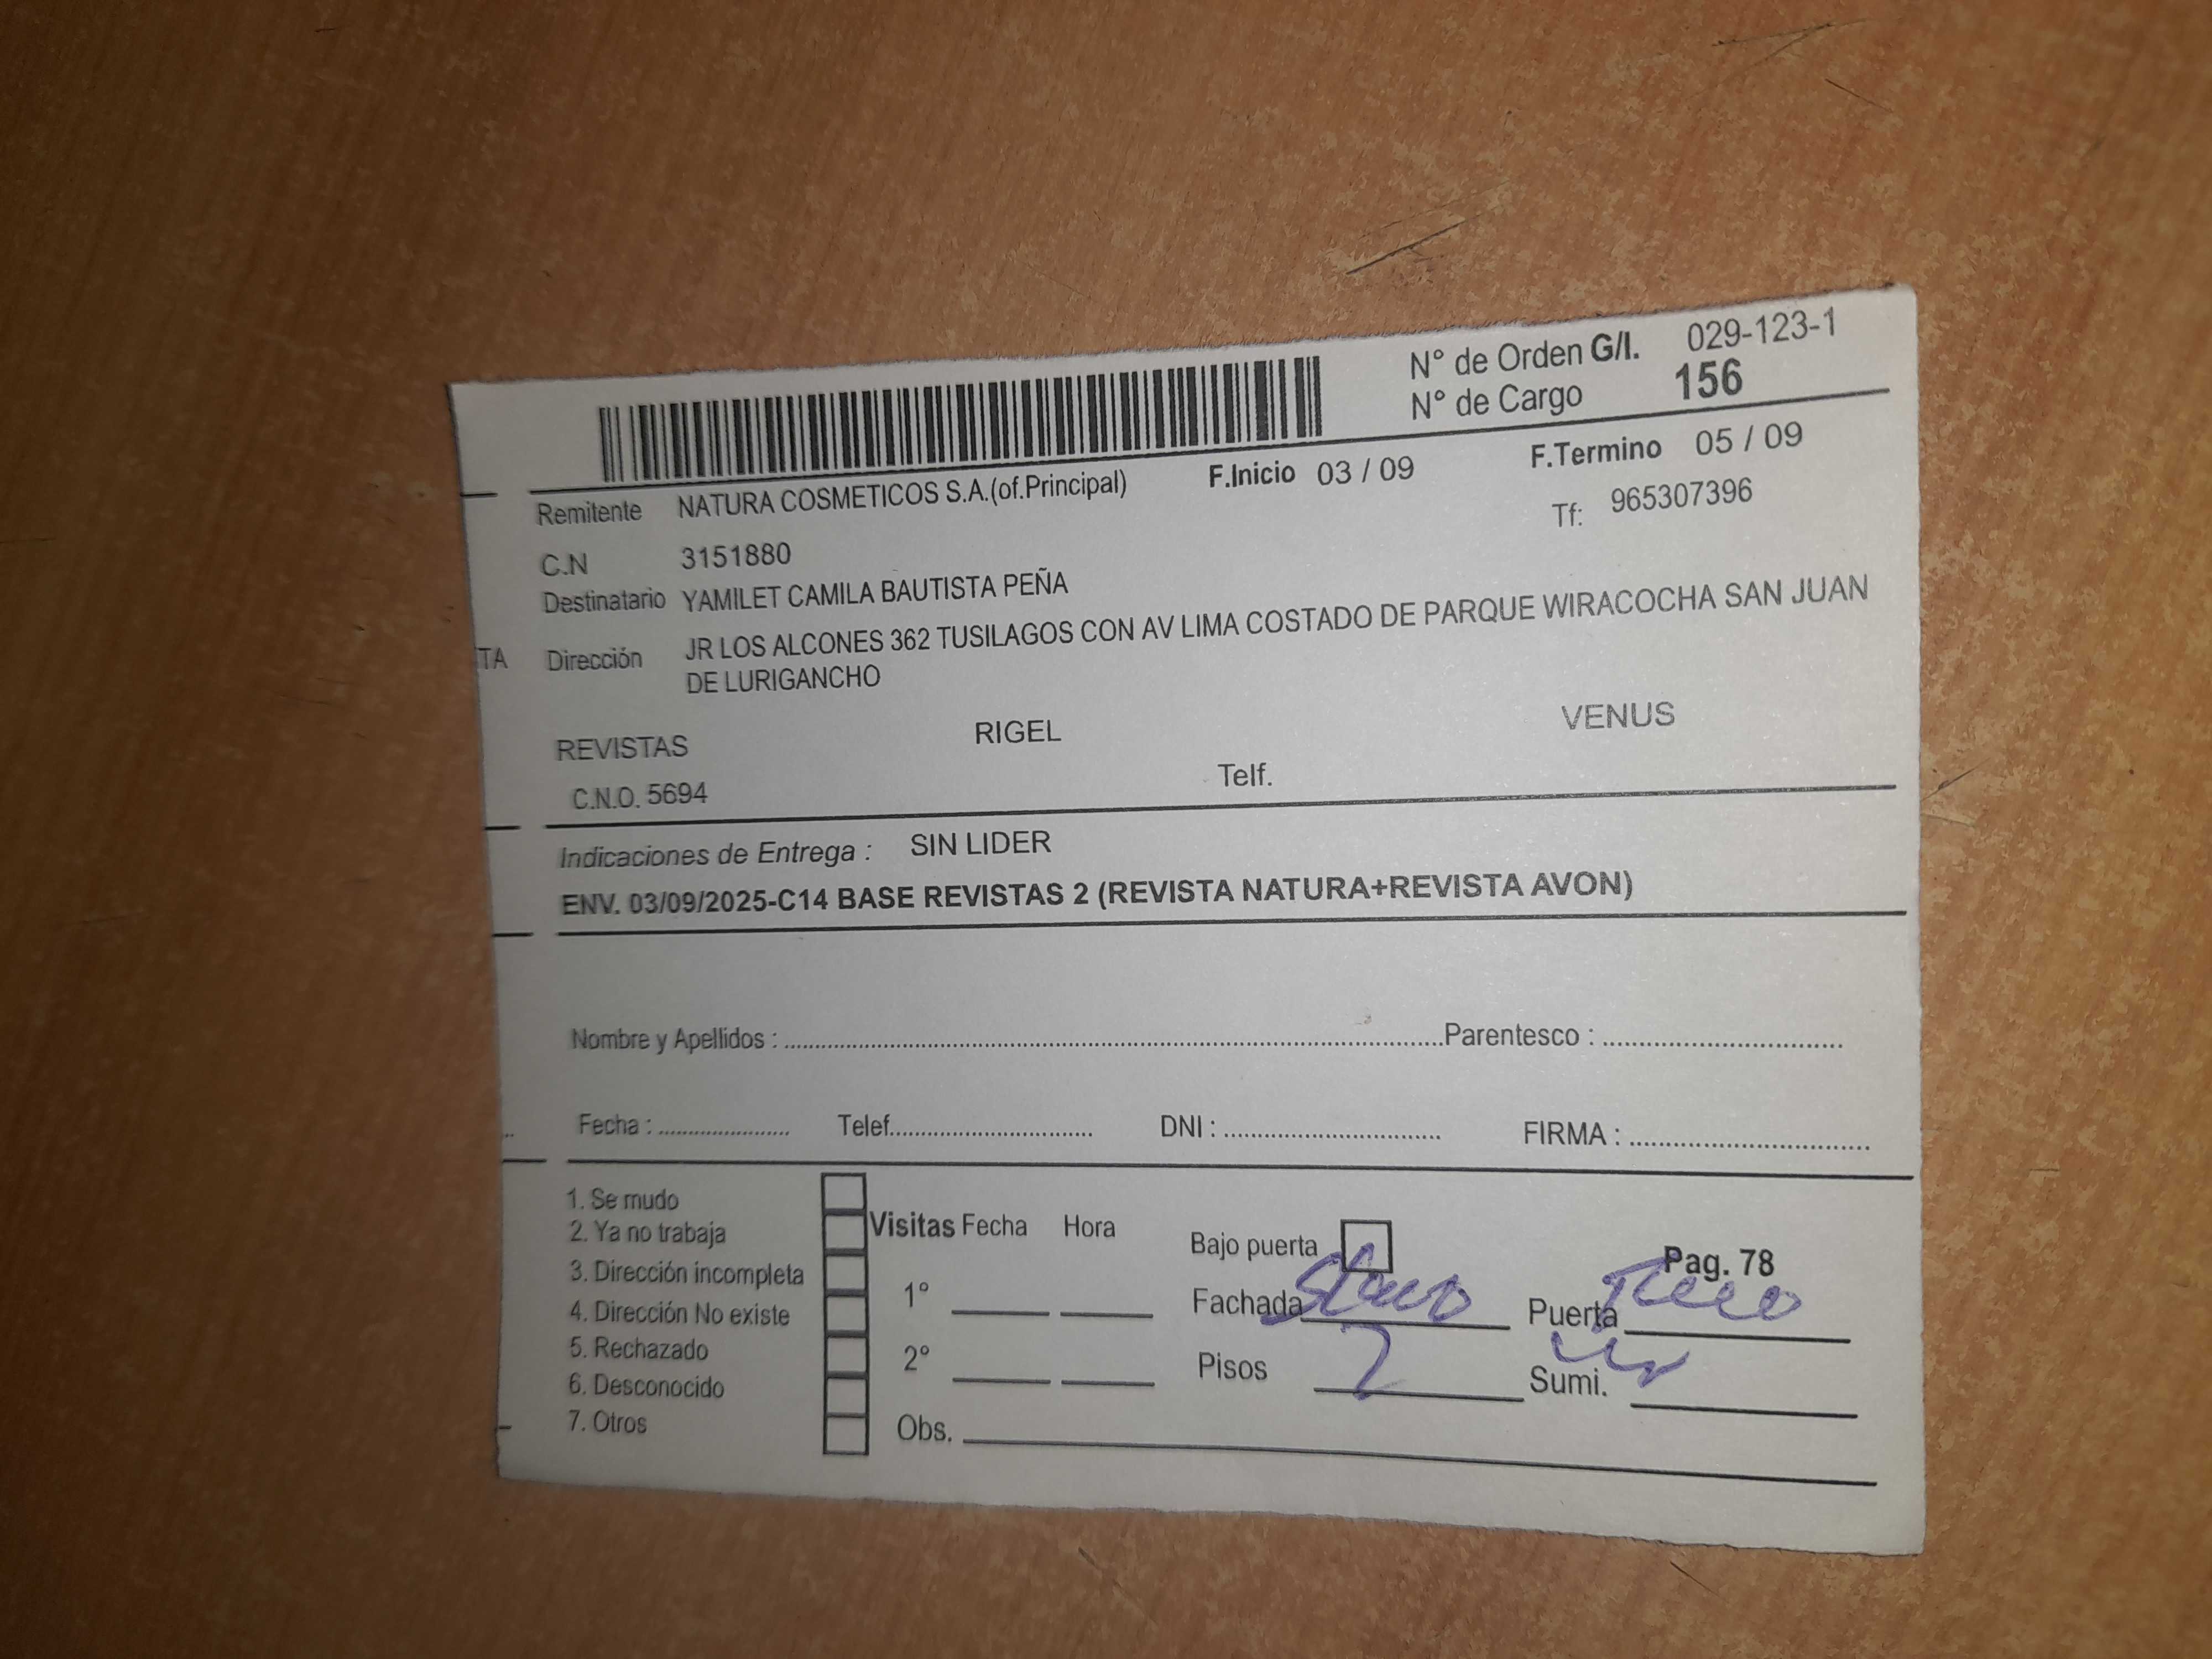 N° de Orden G/I. 029-123-1
N° de Cargo 156
F.Inicio 03 / 09 F.Termino 05 / 09
Remitente NATURA COSMETICOS S.A.(of.Principal)
Tf: 965307396
C.N 3151880
Destinatario YAMILET CAMILA BAUTISTA PEÑA
TA Dirección JR LOS ALCONES 362 TUSILAGOS CON AV LIMA COSTADO DE PARQUE WIRACOCHA SAN JUAN
DE LURIGANCHO
REVISTAS RIGEL VENUS
C.N.O. 5694 Telf.
Indicaciones de Entrega : SIN LIDER
ENV. 03/09/2025-C14 BASE REVISTAS 2 (REVISTA NATURA+REVISTA AVON)
Nombre y Apellidos : Parentesco :
Fecha : Telef. DNI : FIRMA :
1. Se mudo
2. Ya no trabaja
3. Dirección incompleta
4. Dirección No existe
5. Rechazado
6. Desconocido
7. Otros
Visitas Fecha Hora
1°
2°
Obs.
Bajo puerta Pag. 78
Fachada Puerta
Pisos 2 Sumi.